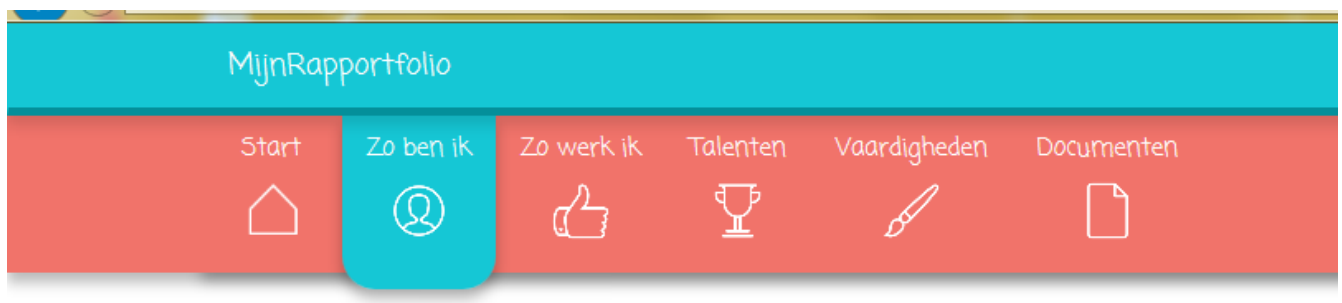 MijnRapportfolio
Start Zo ben ik Zo werk ik Talenten Vaardigheden Documenten